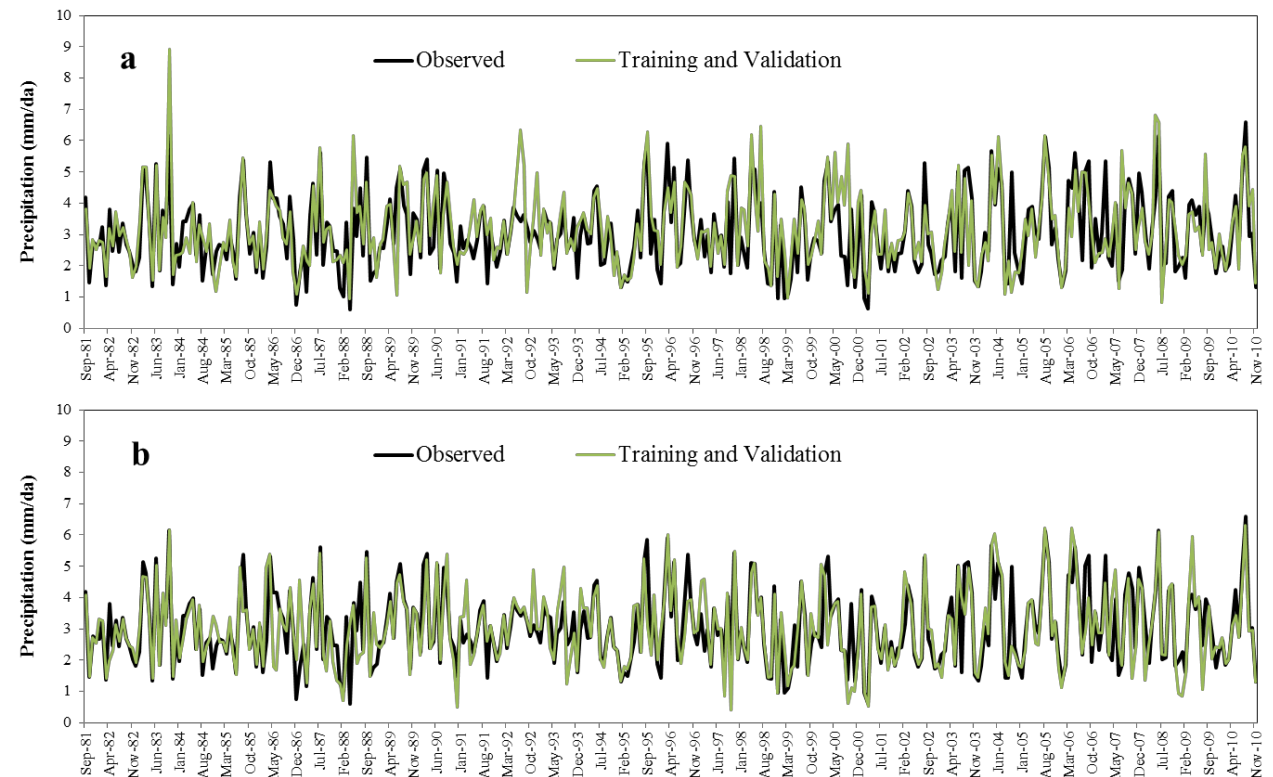 10
9
8
7
6
5
4
3
2
1
0
Precipitation (mm/da)
a
Observed
Training and Validation
Sep-81
Apr-82
Nov-82
Jun-83
Jan-84
Aug-84
Mar-85
Oct-85
May-86
Dec-86
Jul-87
Feb-88
Sep-88
Apr-89
Nov-89
Jun-90
Jan-91
Aug-91
Mar-92
Oct-92
May-93
Dec-93
Jul-94
Feb-95
Sep-95
Apr-96
Nov-96
Jun-97
Jan-98
Aug-98
Mar-99
Oct-99
May-00
Dec-00
Jul-01
Feb-02
Sep-02
Apr-03
Nov-03
Jun-04
Jan-05
Aug-05
Mar-06
Oct-06
May-07
Dec-07
Jul-08
Feb-09
Sep-09
Apr-10
Nov-10
10
9
8
7
6
5
4
3
2
1
0
Precipitation (mm/da)
b
Observed
Training and Validation
Sep-81
Apr-82
Nov-82
Jun-83
Jan-84
Aug-84
Mar-85
Oct-85
May-86
Dec-86
Jul-87
Feb-88
Sep-88
Apr-89
Nov-89
Jun-90
Jan-91
Aug-91
Mar-92
Oct-92
May-93
Dec-93
Jul-94
Feb-95
Sep-95
Apr-96
Nov-96
Jun-97
Jan-98
Aug-98
Mar-99
Oct-99
May-00
Dec-00
Jul-01
Feb-02
Sep-02
Apr-03
Nov-03
Jun-04
Jan-05
Aug-05
Mar-06
Oct-06
May-07
Dec-07
Jul-08
Feb-09
Sep-09
Apr-10
Nov-10